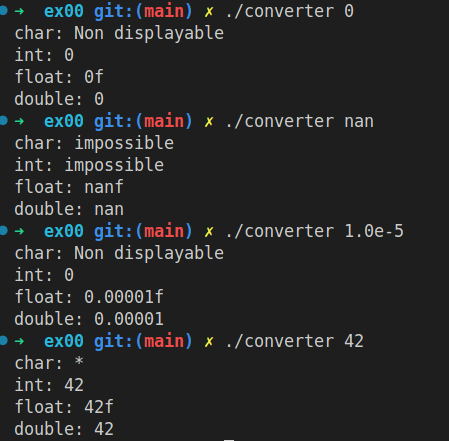 ➜  ex00 git:(main) ✗ ./converter 0
char: Non displayable
int: 0
float: 0f
double: 0
➜  ex00 git:(main) ✗ ./converter nan
char: impossible
int: impossible
float: nanf
double: nan
➜  ex00 git:(main) ✗ ./converter 1.0e-5
char: Non displayable
int: 0
float: 0.00001f
double: 0.00001
➜  ex00 git:(main) ✗ ./converter 42
char: *
int: 42
float: 42f
double: 42